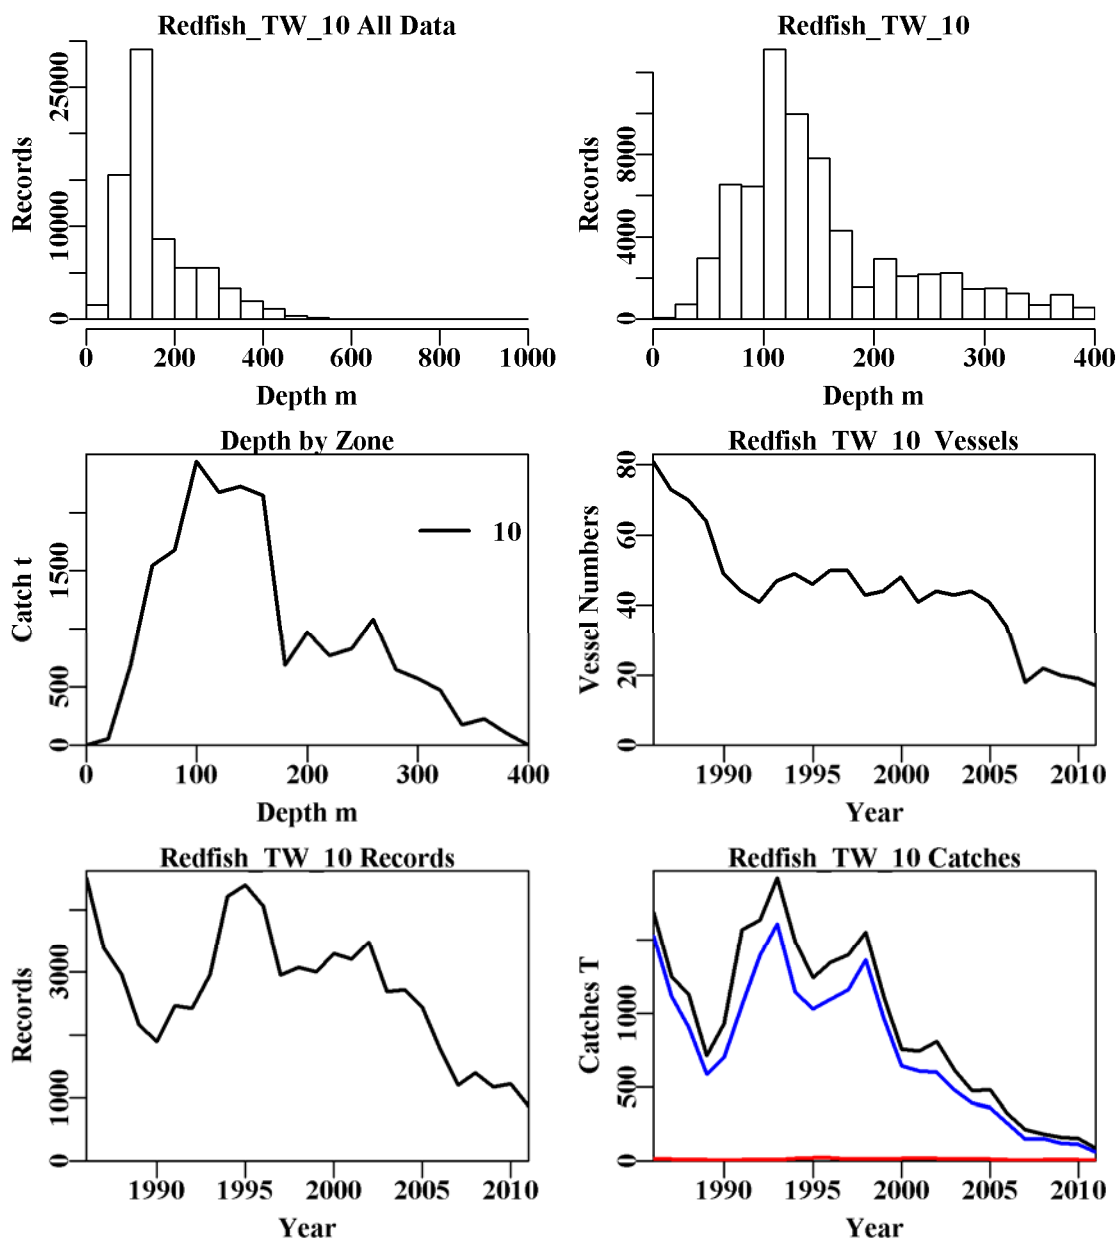 Redfish_TW_10 All Data
Records
0 10000 25000
0 200 400 600 800 1000
Depth m
Redfish_TW_10
Records
0 4000 8000
0 100 200 300 400
Depth m
Depth by Zone
Catch t
0 500 1500
10
0 100 200 300 400
Depth m
Redfish_TW_10_Vessels
Vessel Numbers
0 20 40 60 80
1990 1995 2000 2005 2010
Year
Redfish_TW_10 Records
Records
0 1000 3000
1990 1995 2000 2005 2010
Year
Redfish_TW_10 Catches
Catches T
0 500 1000
1990 1995 2000 2005 2010
Year